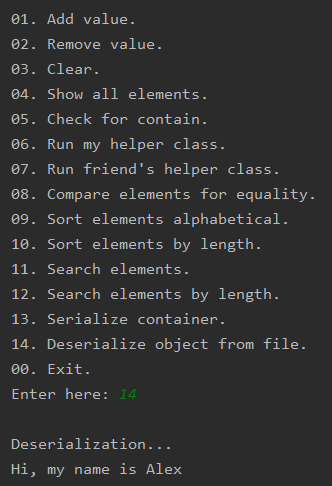 01. Add value.
02. Remove value.
03. Clear.
04. Show all elements.
05. Check for contain.
06. Run my helper class.
07. Run friend's helper class.
08. Compare elements for equality.
09. Sort elements alphabetical.
10. Sort elements by length.
11. Search elements.
12. Search elements by length.
13. Serialize container.
14. Deserialize object from file.
00. Exit.
Enter here: 14
Deserialization...
Hi, my name is Alex